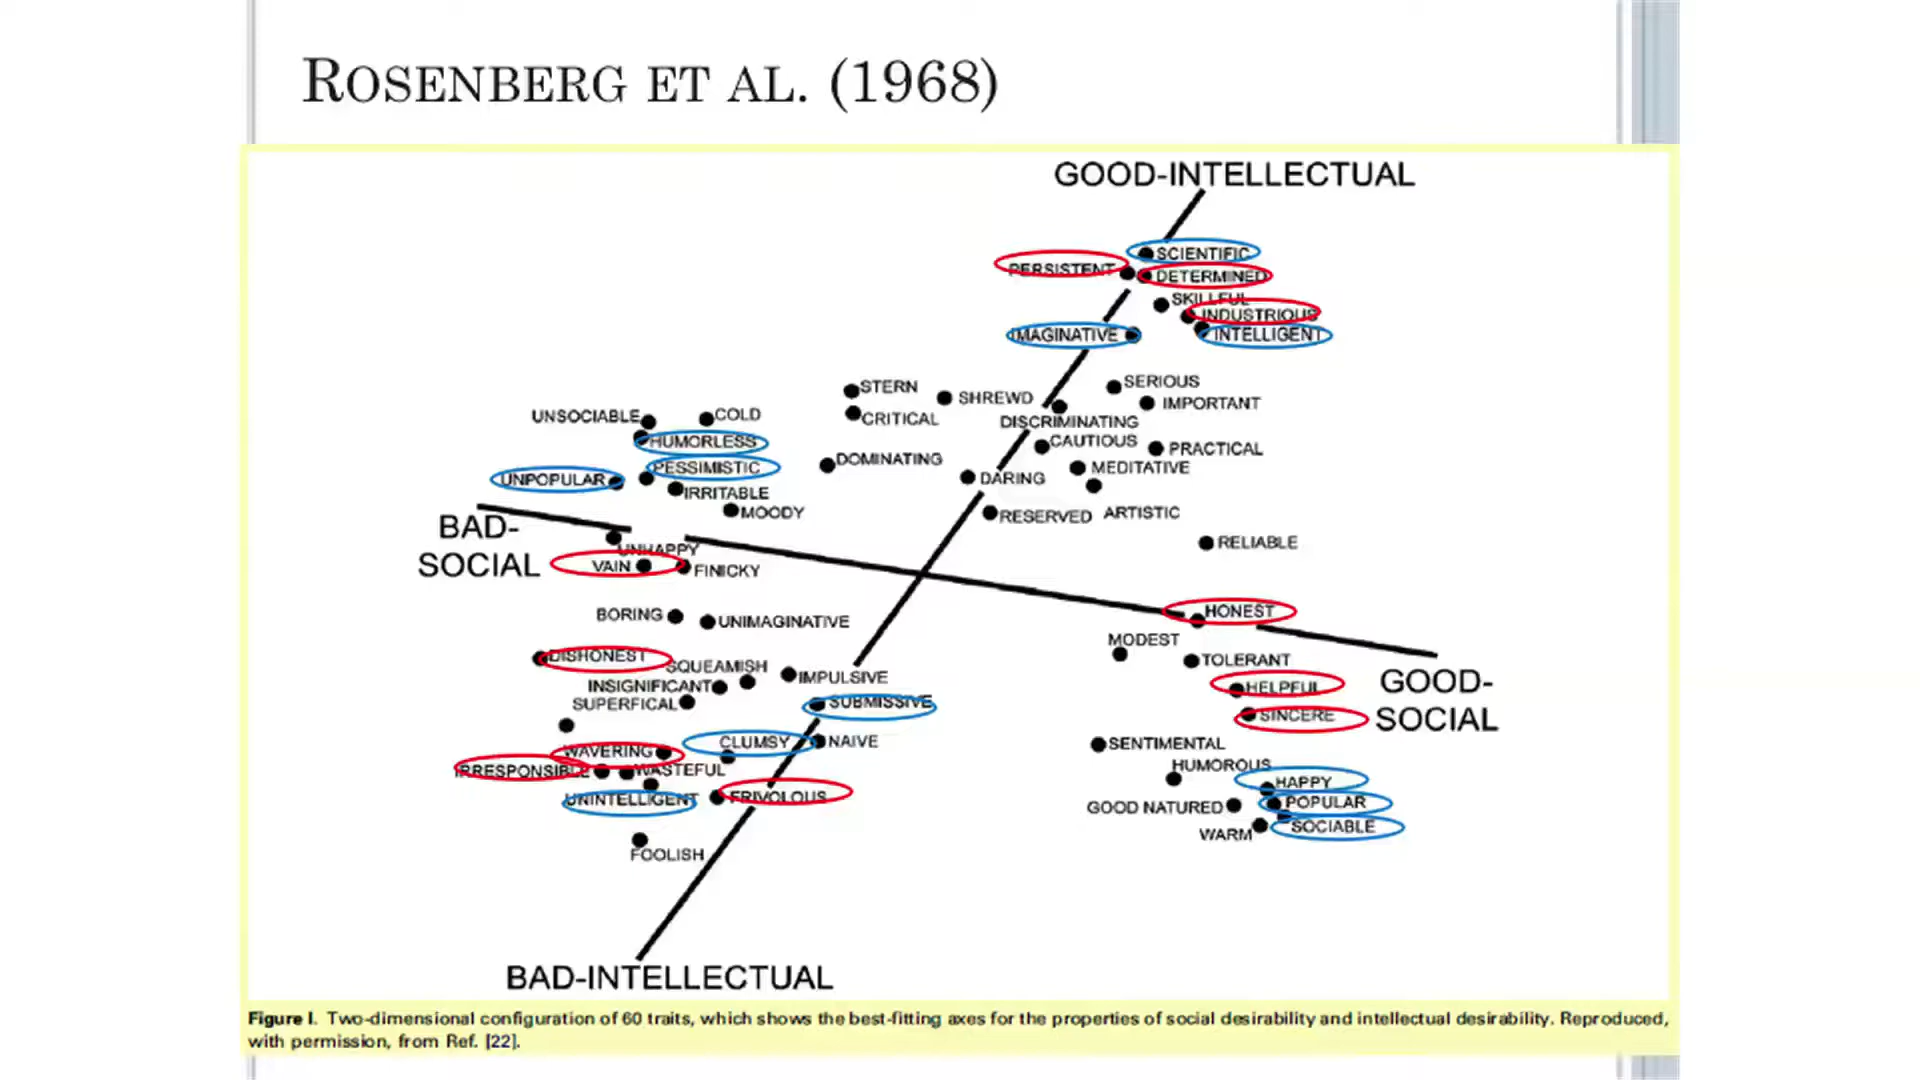 ROSENBERG ET AL. (1968)
GOOD-INTELLECTUAL
SCIENTIFIC
PERSISTENT
DETERMINED
SKILLFUL
INDUSTRIOUS
IMAGINATIVE
INTELLIGENT
STERN
SHREWD
SERIOUS
IMPORTANT
UNSOCIABLE
COLD
CRITICAL
DISCRIMINATING
HUMORLESS
CAUTIOUS
PRACTICAL
DOMINATING
PESSIMISTIC
MEDITATIVE
UNPOPULAR
DARING
IRRITABLE
MOODY
RESERVED
ARTISTIC
BAD-
SOCIAL
UNHAPPY
RELIABLE
VAIN
FINICKY
BORING
UNIMAGINATIVE
HONEST
MODEST
DISHONEST
SQUEAMISH
TOLERANT
IMPULSIVE
INSIGNIFICANT
HELPFUL
GOOD-
SOCIAL
SUPERFICAL
SUBMISSIVE
SINCERE
CLUMSY
NAIVE
SENTIMENTAL
WAVERING
HUMOROUS
IRRESPONSIBLE
WASTEFUL
HAPPY
UNINTELLIGENT
FRIVOLOUS
GOOD NATURED
POPULAR
WARM
SOCIABLE
FOOLISH
BAD-INTELLECTUAL
Figure I. Two-dimensional configuration of 60 traits, which shows the best-fitting axes for the properties of social desirability and intellectual desirability. Reproduced,
with permission, from Ref. [22].